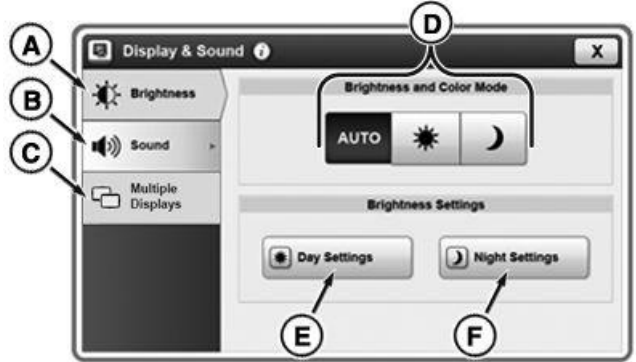 D
A
Display & Sound i X
Brightness
Brightness and Color Mode
B
AUTO
Sound
C
Multiple
Displays
Brightness Settings
Day Settings
Night Settings
E
F